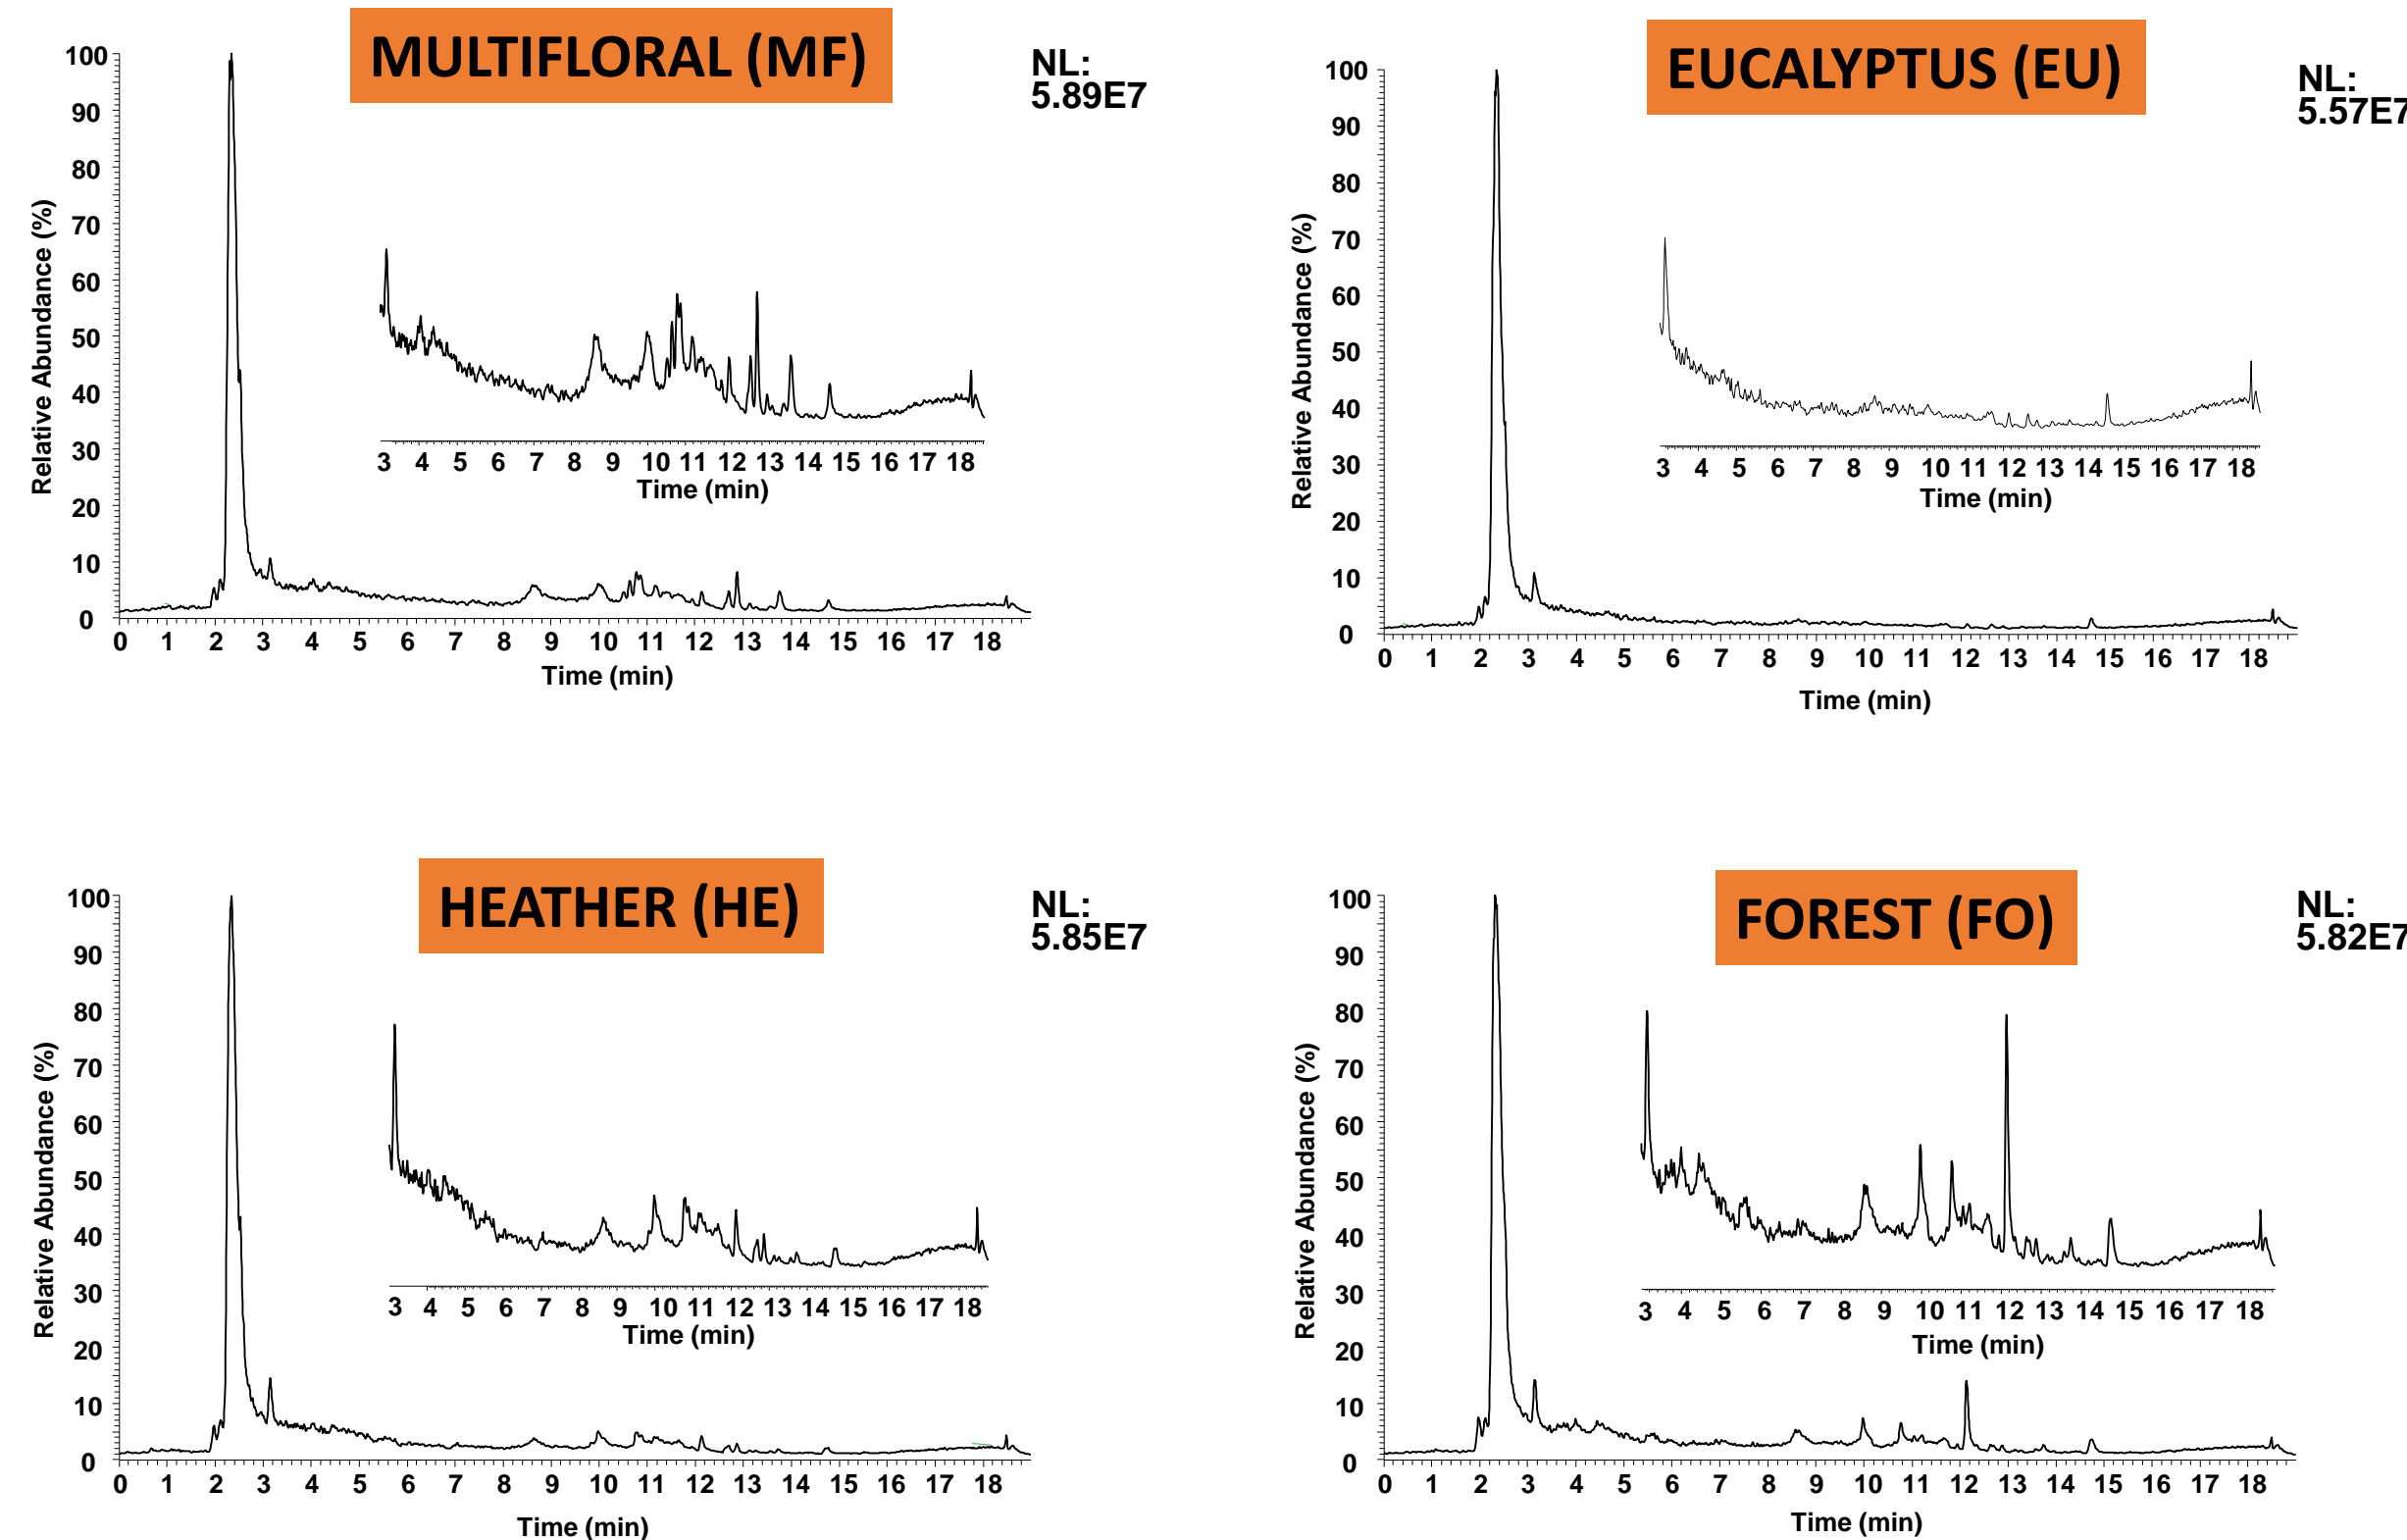 MULTIFLORAL (MF)
NL:
5.89E7
Relative Abundance (%)
100
90
80
70
60
50
40
30
20
10
0
3 4 5 6 7 8 9 10 11 12 13 14 15 16 17 18
Time (min)
0 1 2 3 4 5 6 7 8 9 10 11 12 13 14 15 16 17 18
Time (min)
EUCALYPTUS (EU)
NL:
5.57E7
Relative Abundance (%)
100
90
80
70
60
50
40
30
20
10
0
3 4 5 6 7 8 9 10 11 12 13 14 15 16 17 18
Time (min)
0 1 2 3 4 5 6 7 8 9 10 11 12 13 14 15 16 17 18
Time (min)
HEATHER (HE)
NL:
5.85E7
Relative Abundance (%)
100
90
80
70
60
50
40
30
20
10
0
3 4 5 6 7 8 9 10 11 12 13 14 15 16 17 18
Time (min)
0 1 2 3 4 5 6 7 8 9 10 11 12 13 14 15 16 17 18
Time (min)
FOREST (FO)
NL:
5.82E7
Relative Abundance (%)
100
90
80
70
60
50
40
30
20
10
0
3 4 5 6 7 8 9 10 11 12 13 14 15 16 17 18
Time (min)
0 1 2 3 4 5 6 7 8 9 10 11 12 13 14 15 16 17 18
Time (min)